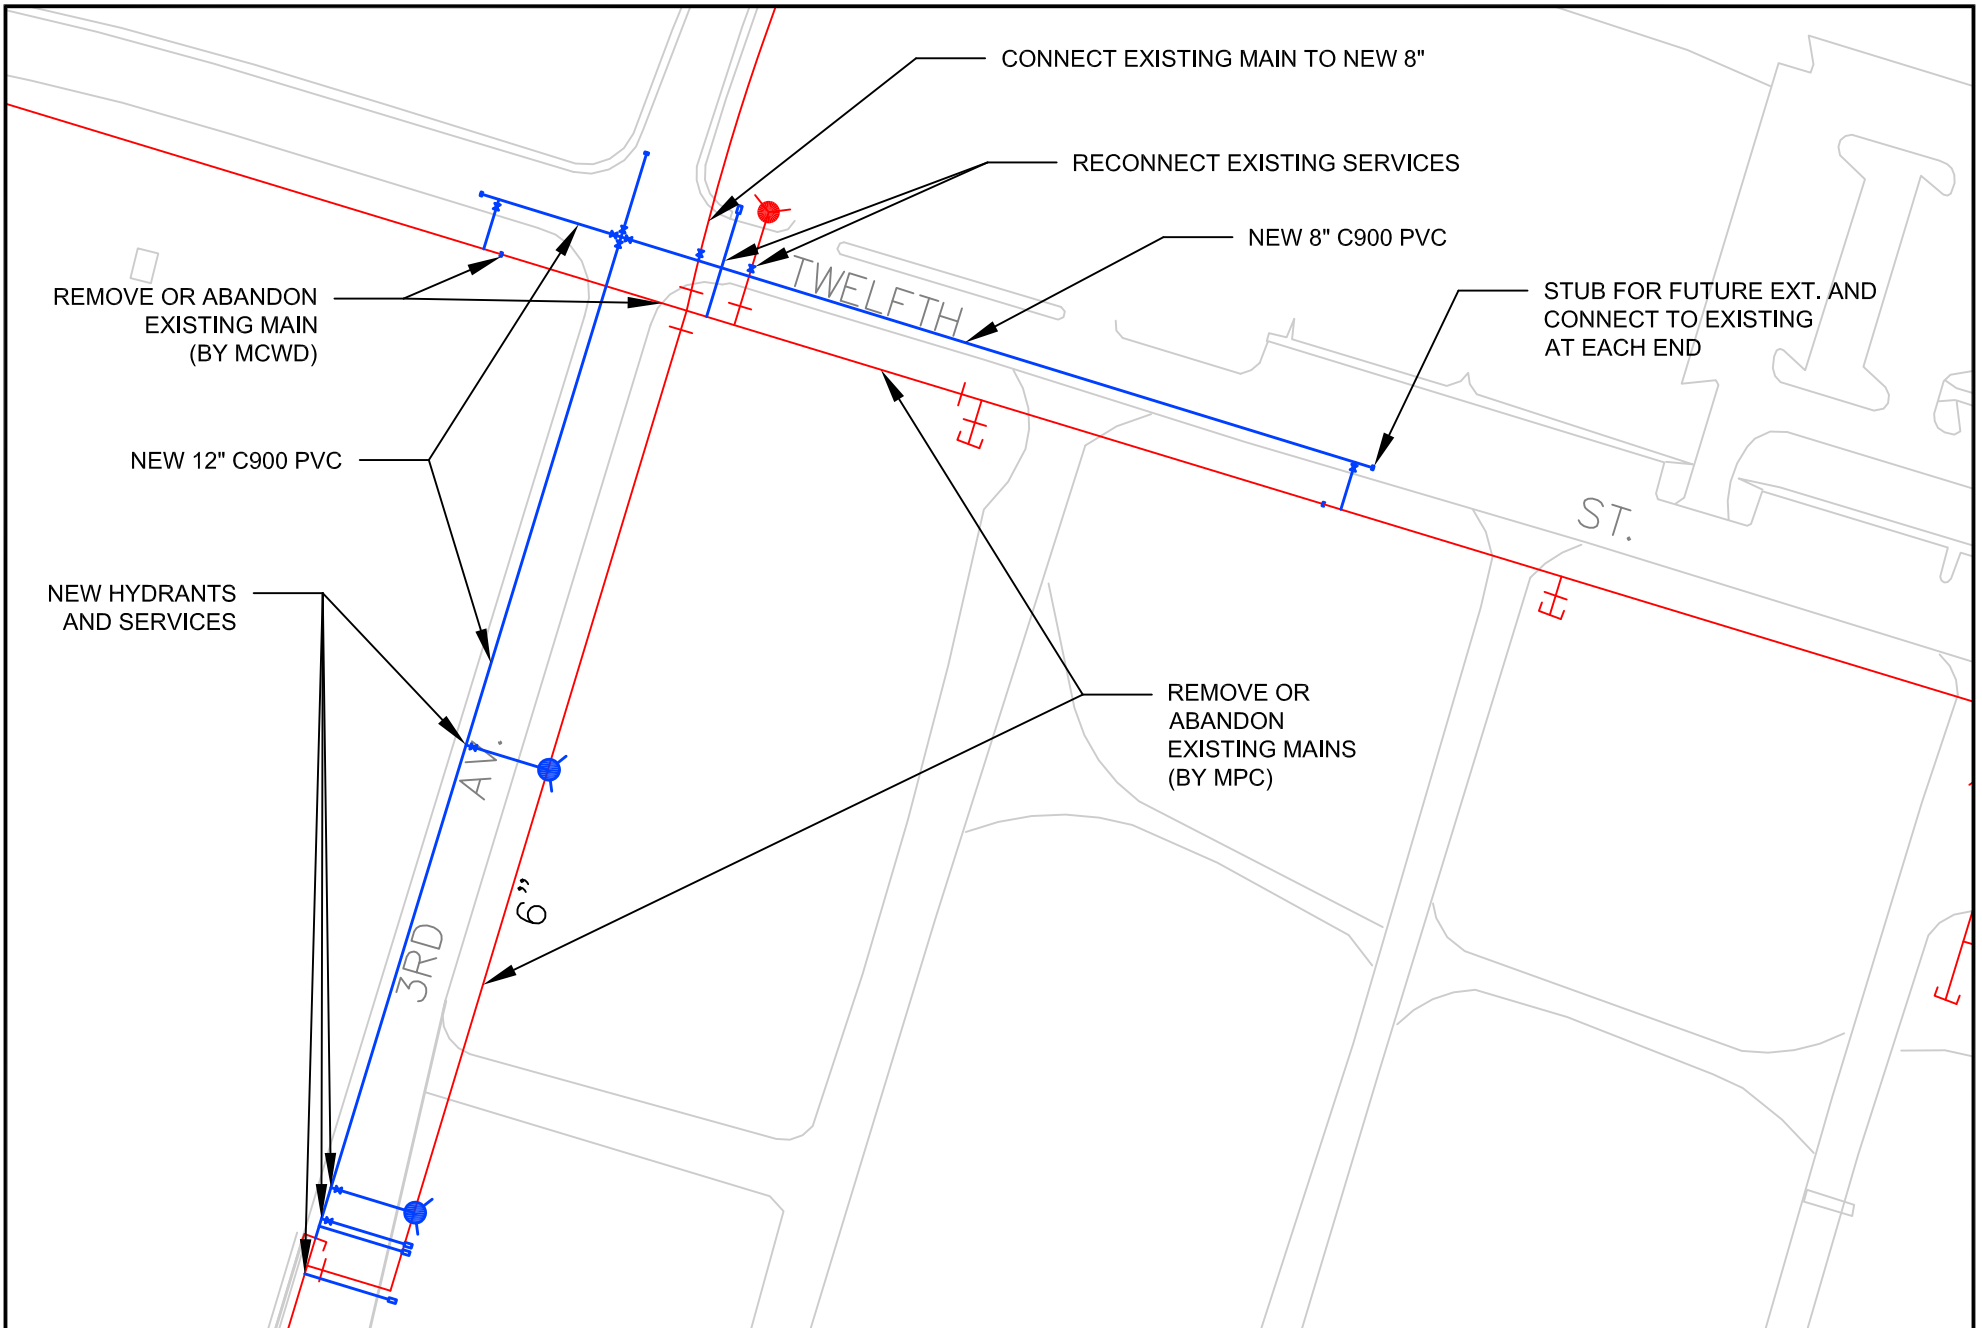 CONNECT EXISTING MAIN TO NEW 8"
RECONNECT EXISTING SERVICES
NEW 8" C900 PVC
TWELFTH
STUB FOR FUTURE EXT. AND
CONNECT TO EXISTING
AT EACH END
REMOVE OR ABANDON
EXISTING MAIN
(BY MCWD)
NEW 12" C900 PVC
ST.
NEW HYDRANTS
AND SERVICES
REMOVE OR
ABANDON
EXISTING MAINS
(BY MPC)
3RD AV.
6"